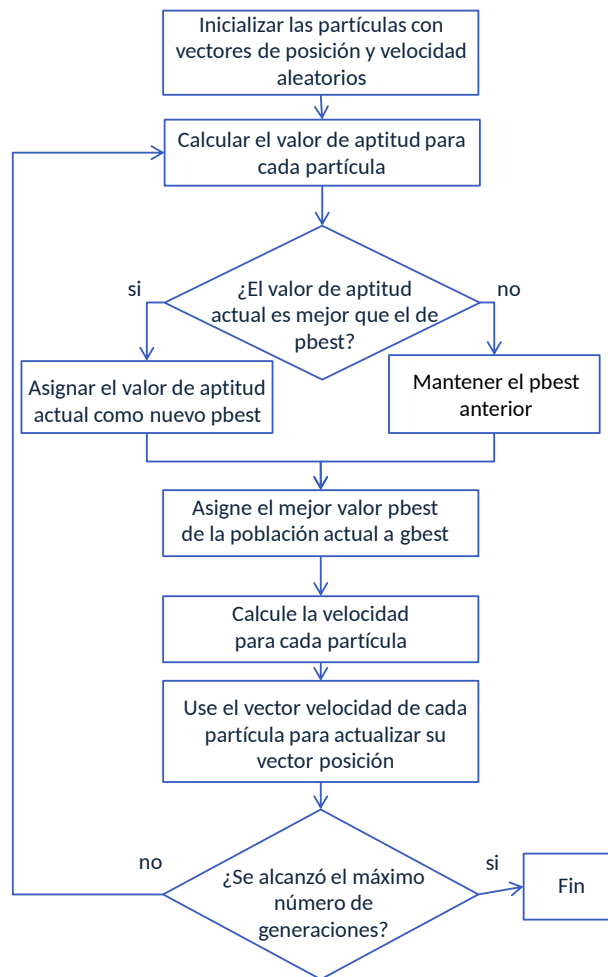 Inicializar las partículas con
vectores de posición y velocidad
aleatorios
Calcular el valor de aptitud para
cada partícula
¿El valor de aptitud
actual es mejor que el de
pbest?
si
no
Asignar el valor de aptitud
actual como nuevo pbest
Mantener el pbest
anterior
Asigne el mejor valor pbest
de la población actual a gbest
Calcule la velocidad
para cada partícula
Use el vector velocidad de cada
partícula para actualizar su
vector posición
¿Se alcanzó el máximo
número de
generaciones?
no
si
Fin